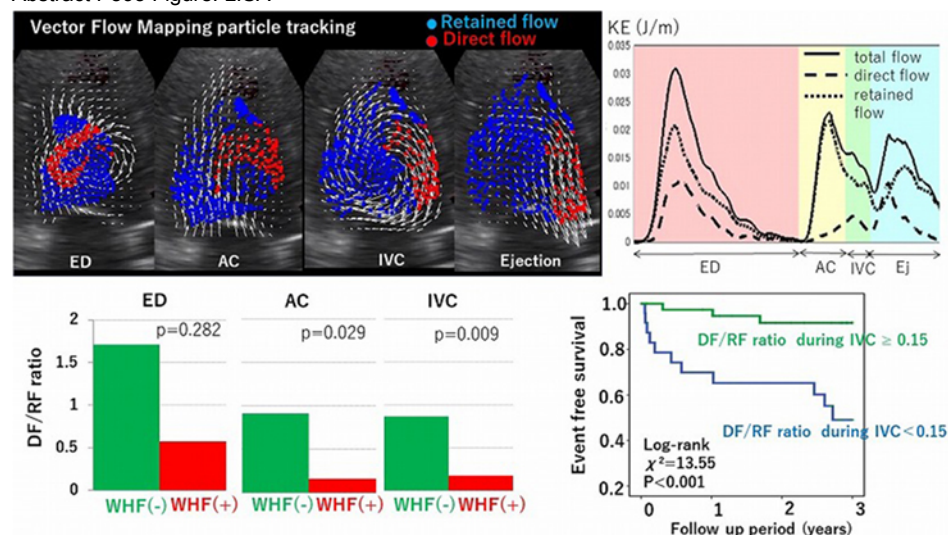 Vector Flow Mapping particle tracking
Retained flow
Direct flow
ED
AC
IVC
Ejection
KE (J/m)
0.035
0.03
0.025
0.02
0.015
0.01
0.005
0
total flow
direct flow
retained
flow
ED
AC
IVC
Ej
ED
AC
IVC
DF/RF ratio
2
1.5
1
0.5
0
p=0.282
p=0.029
p=0.009
WHF(-) WHF(+)
WHF(-) WHF(+)
WHF(-) WHF(+)
Event free survival
1.0
0.8
0.6
0.4
0.2
DF/RF ratio during IVC ≥ 0.15
DF/RF ratio during IVC<0.15
Log-rank
χ²=13.55
P<0.001
0 1 2 3
Follow up period (years)